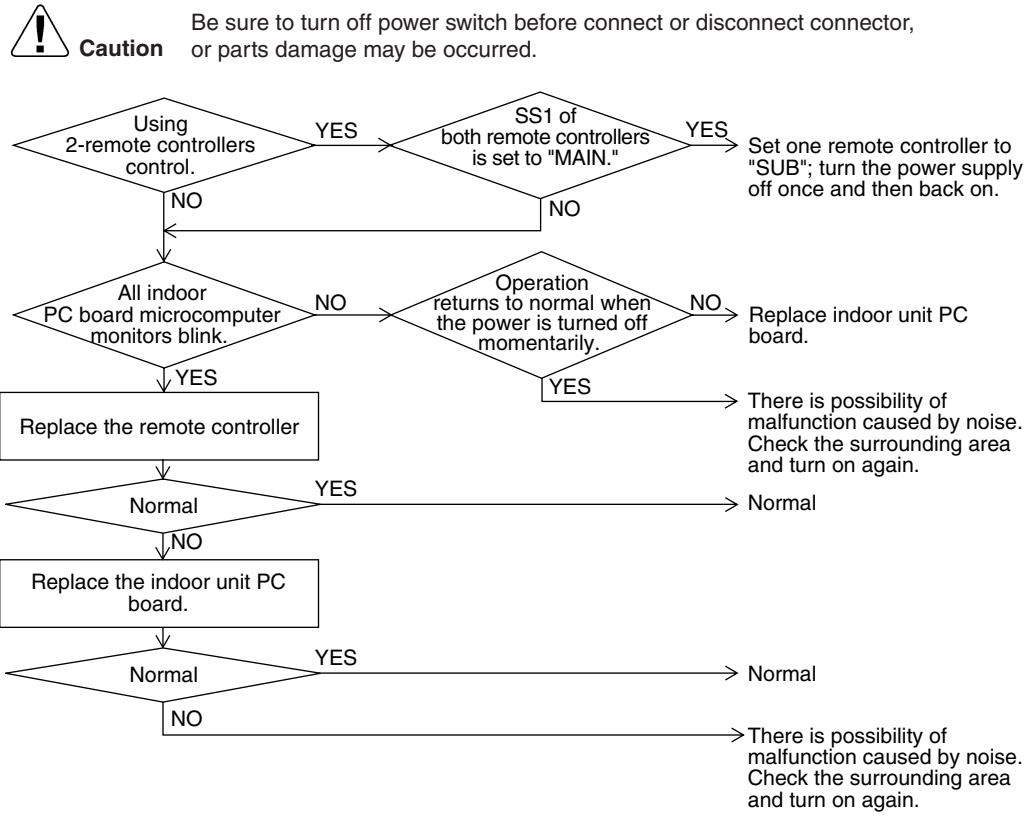 Caution
Be sure to turn off power switch before connect or disconnect connector,
or parts damage may be occurred.
Using
2-remote controllers
control.
YES
SS1 of
both remote controllers
is set to "MAIN."
YES
Set one remote controller to
"SUB"; turn the power supply
off once and then back on.
NO
NO
All indoor
PC board microcomputer
monitors blink.
NO
Operation
returns to normal when
the power is turned off
momentarily.
NO
Replace indoor unit PC
board.
YES
YES
There is possibility of
malfunction caused by noise.
Check the surrounding area
and turn on again.
Replace the remote controller
Normal
YES
Normal
NO
Replace the indoor unit PC
board.
Normal
YES
Normal
NO
There is possibility of
malfunction caused by noise.
Check the surrounding area
and turn on again.